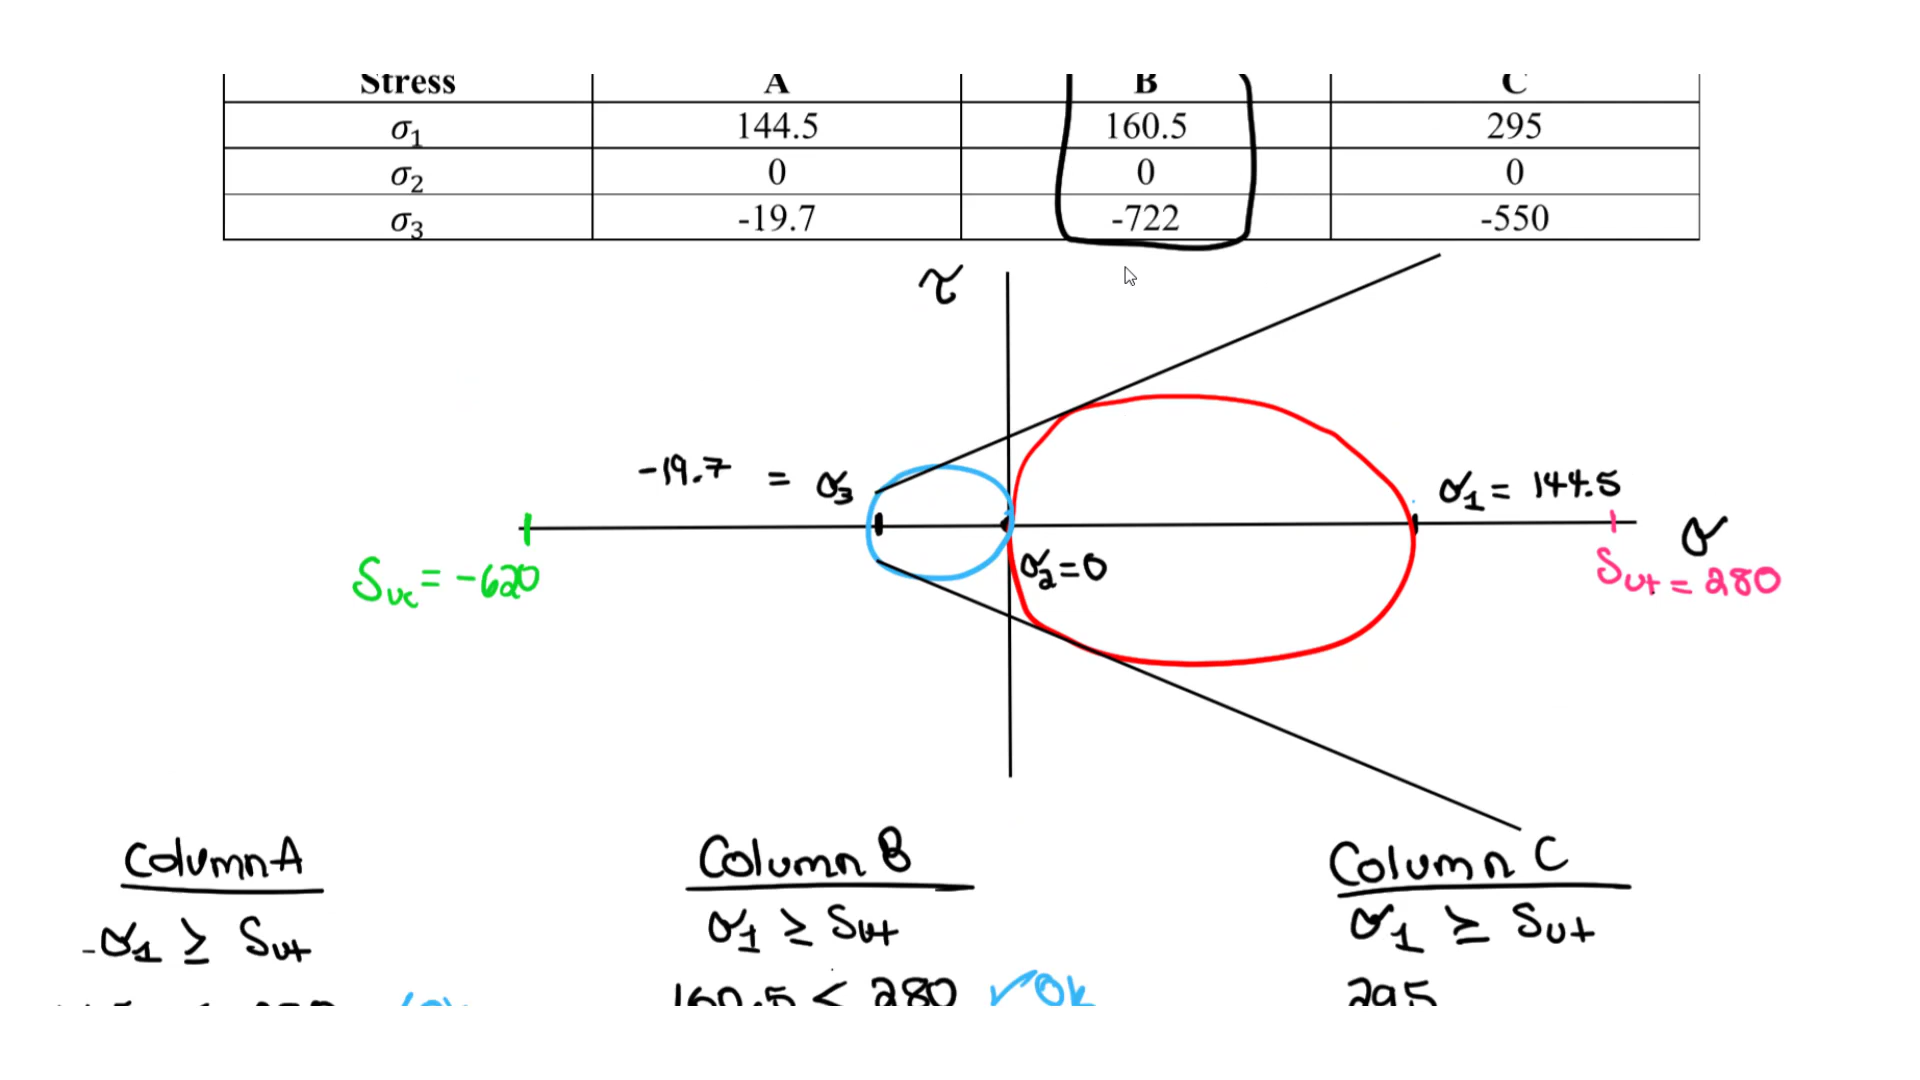 Stress A B C
σ1 144.5 160.5 295
σ2 0 0 0
σ3 -19.7 -722 -550
τ
-19.7 = σ3
σ1 = 144.5
σ
σ2=0
Suc = -620
Sut = 280
Column A
Column B
Column C
-σ1 ≥ Sut
σ1 ≥ Sut
σ1 ≥ Sut
160.5 < 280 ✓Ok
295